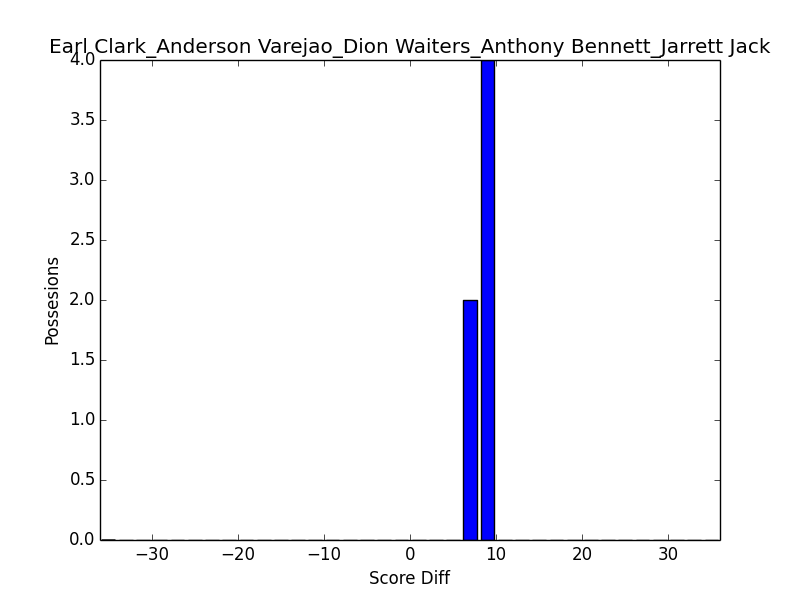 Earl Clark_Anderson Varejao_Dion Waiters_Anthony Bennett_Jarrett Jack
4.0
3.5
3.0
2.5
2.0
1.5
1.0
0.5
0.0
Possesions
−30 −20 −10 0 10 20 30
Score Diff